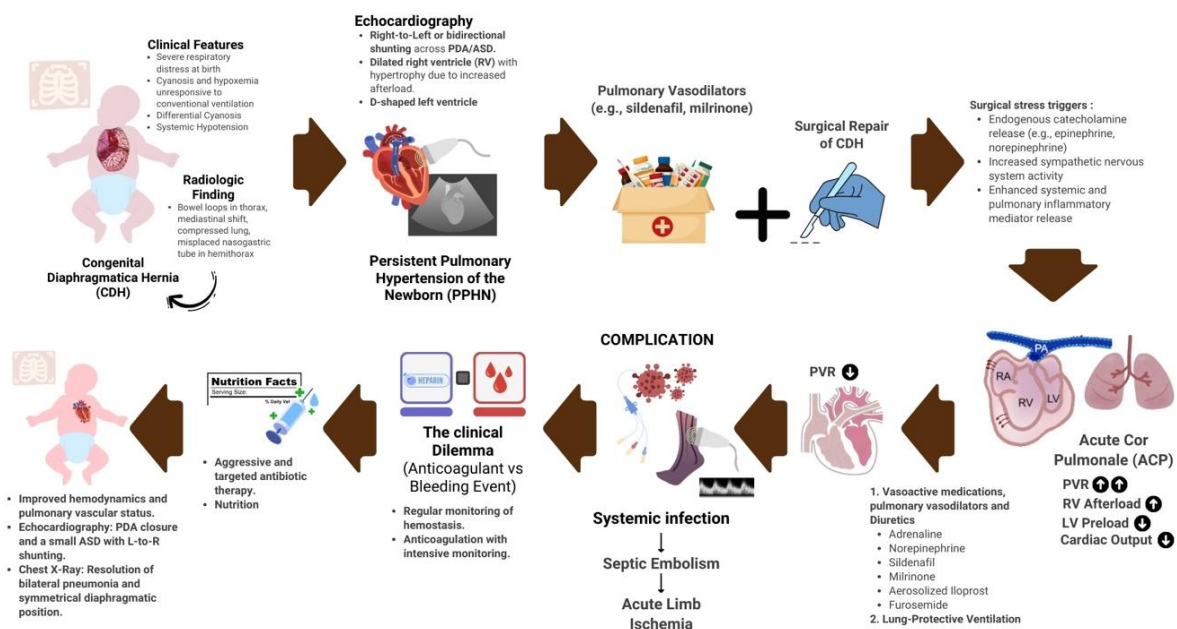 Clinical Features
• Severe respiratory
distress at birth
• Cyanosis and hypoxemia
unresponsive to
conventional ventilation
• Differential Cyanosis
• Systemic Hypotension
Radiologic
Finding
• Bowel loops in thorax,
mediastinal shift,
compressed lung,
misplaced nasogastric
tube in hemithorax
Congenital
Diaphragmatica Hernia
(CDH)
Echocardiography
• Right-to-Left or bidirectional
shunting across PDA/ASD.
• Dilated right ventricle (RV) with
hypertrophy due to increased
afterload.
• D-shaped left ventricle
Persistent Pulmonary
Hypertension of the
Newborn (PPHN)
Pulmonary Vasodilators
(e.g., sildenafil, milrinone)
Surgical Repair
of CDH
Surgical stress triggers :
• Endogenous catecholamine
release (e.g., epinephrine,
norepinephrine)
• Increased sympathetic nervous
system activity
• Enhanced systemic and
pulmonary inflammatory
mediator release
PA
RA
RV
LV
Acute Cor
Pulmonale (ACP)
PVR
RV Afterload
LV Preload
Cardiac Output
PVR
1. Vasoactive medications,
pulmonary vasodilators and
Diuretics
• Adrenaline
• Norepinephrine
• Sildenafil
• Milrinone
• Aerosolized Iloprost
• Furosemide
2. Lung-Protective Ventilation
COMPLICATION
Systemic infection
Septic Embolism
Acute Limb
Ischemia
HEPARIN
The clinical
Dilemma
(Anticoagulant vs
Bleeding Event)
• Regular monitoring of
hemostasis.
• Anticoagulation with
intensive monitoring.
Nutrition Facts
Serving Size:
% Daily Val
• Aggressive and
targeted antibiotic
therapy.
• Nutrition
• Improved hemodynamics and
pulmonary vascular status.
• Echocardiography: PDA closure
and a small ASD with L-to-R
shunting.
• Chest X-Ray: Resolution of
bilateral pneumonia and
symmetrical diaphragmatic
position.